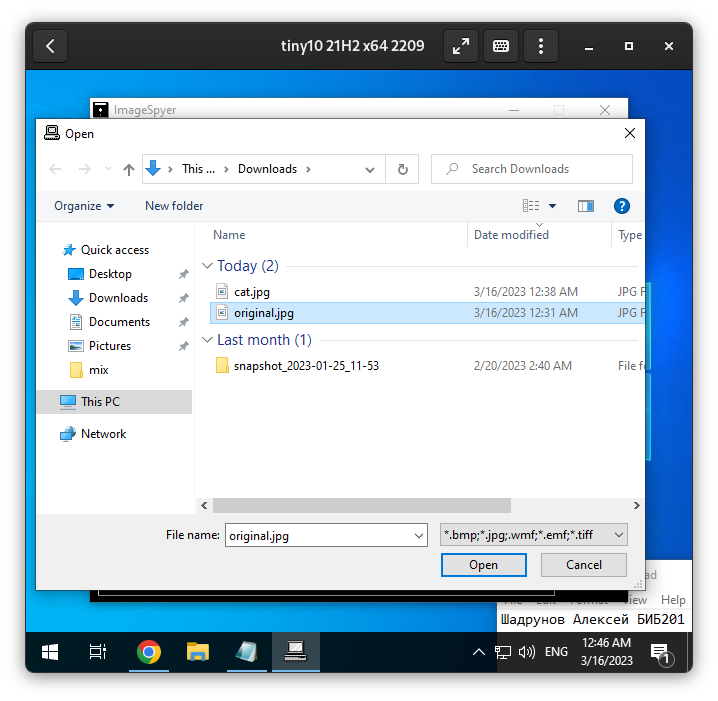 tiny10 21H2 x64 2209
ImageSpyer
Open
This ... Downloads
Search Downloads
Organize New folder
Name Date modified Type
Quick access
Desktop
Downloads
Documents
Pictures
mix
This PC
Network
Today (2)
cat.jpg 3/16/2023 12:38 AM JPG F
original.jpg 3/16/2023 12:31 AM JPG F
Last month (1)
snapshot_2023-01-25_11-53 2/20/2023 2:40 AM File f
File name: original.jpg *.bmp;*.jpg;.wmf;*.emf;*.tiff
Open Cancel
ad
File Edit Format View Help
Шадрунов Алексей БИБ201
ENG 12:46 AM
3/16/2023
1